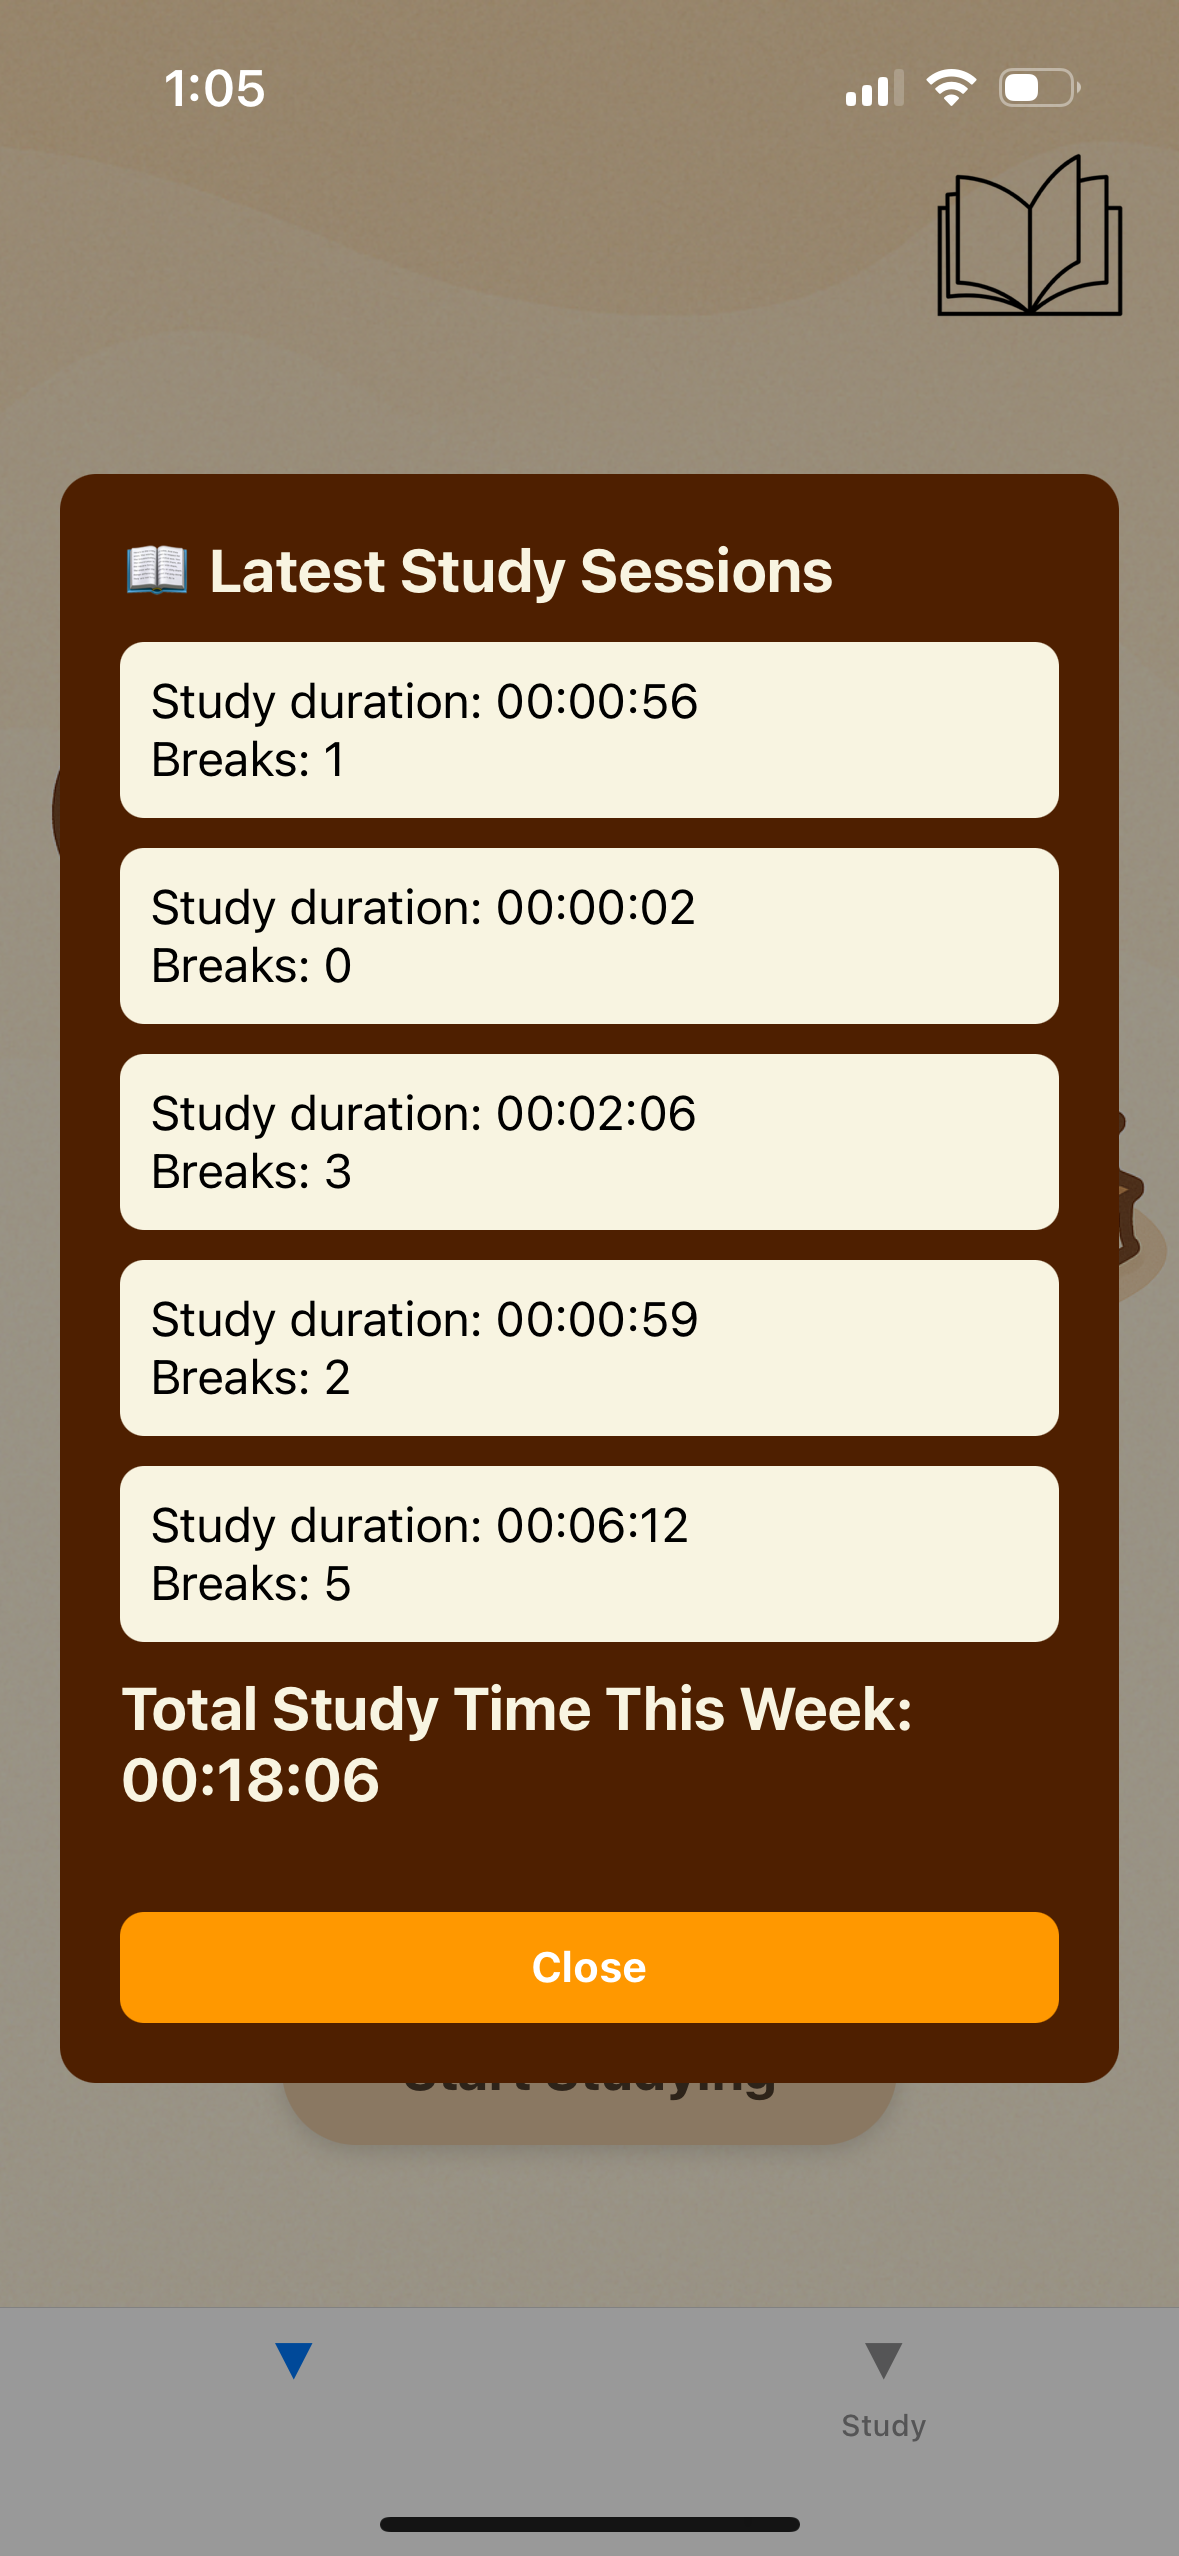 1:05
📖 Latest Study Sessions
Study duration: 00:00:56
Breaks: 1
Study duration: 00:00:02
Breaks: 0
Study duration: 00:02:06
Breaks: 3
Study duration: 00:00:59
Breaks: 2
Study duration: 00:06:12
Breaks: 5
Total Study Time This Week:
00:18:06
Close
Start Studying
Study